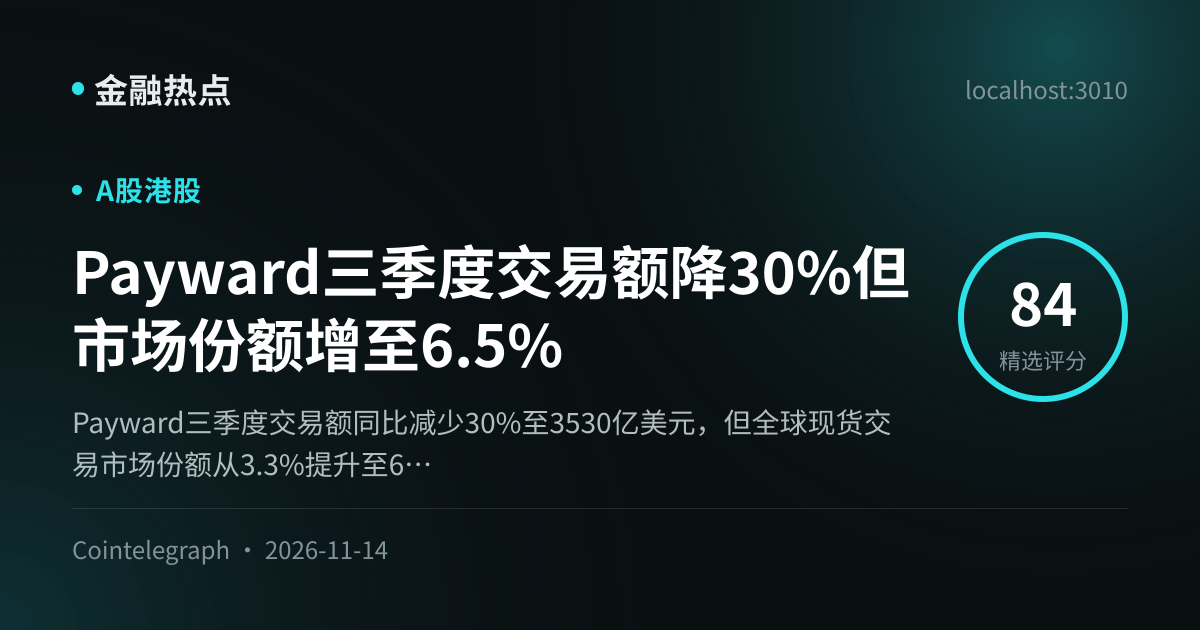 金融热点
localhost:3010
A股港股
Payward三季度交易额降30%但
市场份额增至6.5%
84
精选评分
Payward三季度交易额同比减少30%至3530亿美元，但全球现货交
易市场份额从3.3%提升至6…
Cointelegraph · 2026-11-14